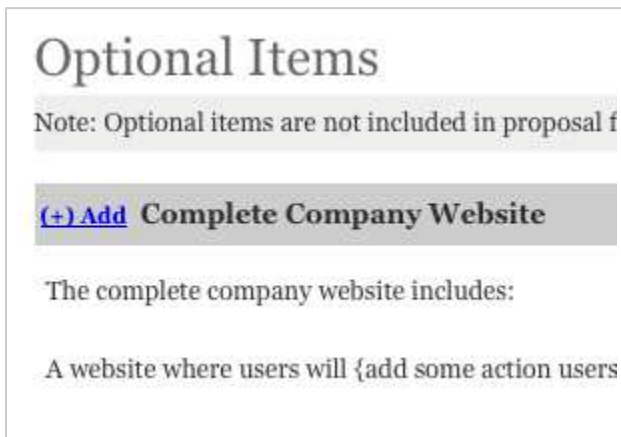 Optional Items
Note: Optional items are not included in proposal
(+) Add Complete Company Website
The complete company website includes:
A website where users will {add some action users